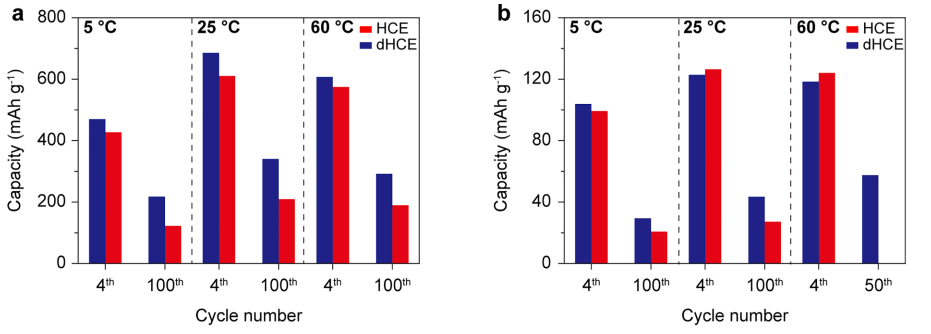 a
800
600
400
200
0
Capacity (mAh g⁻¹)
5 °C
25 °C
60 °C
HCE
dHCE
4ᵗʰ 100ᵗʰ 4ᵗʰ 100ᵗʰ 4ᵗʰ 100ᵗʰ
Cycle number
b
160
120
80
40
0
Capacity (mAh g⁻¹)
5 °C
25 °C
60 °C
HCE
dHCE
4ᵗʰ 100ᵗʰ 4ᵗʰ 100ᵗʰ 4ᵗʰ 50ᵗʰ
Cycle number